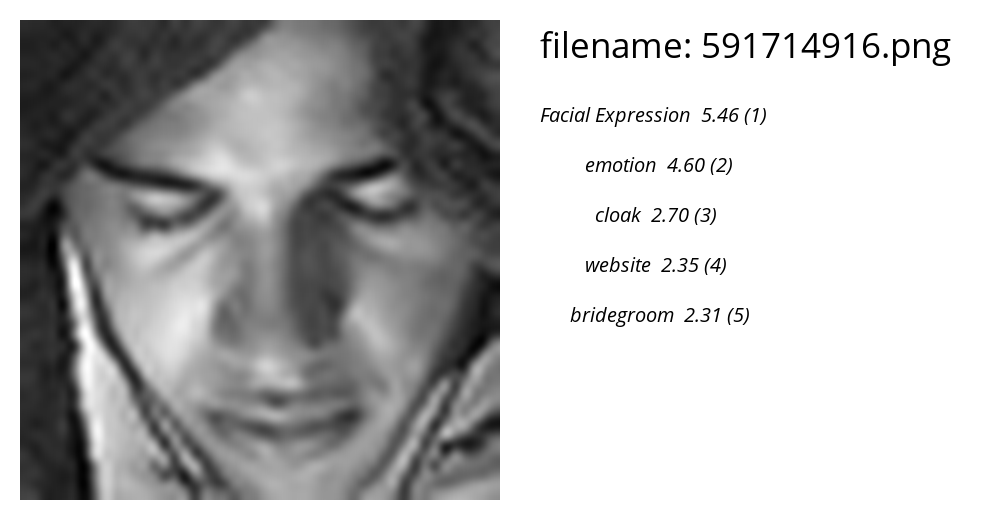 filename: 591714916.png
Facial Expression 5.46 (1)
emotion 4.60 (2)
cloak 2.70 (3)
website 2.35 (4)
bridegroom 2.31 (5)